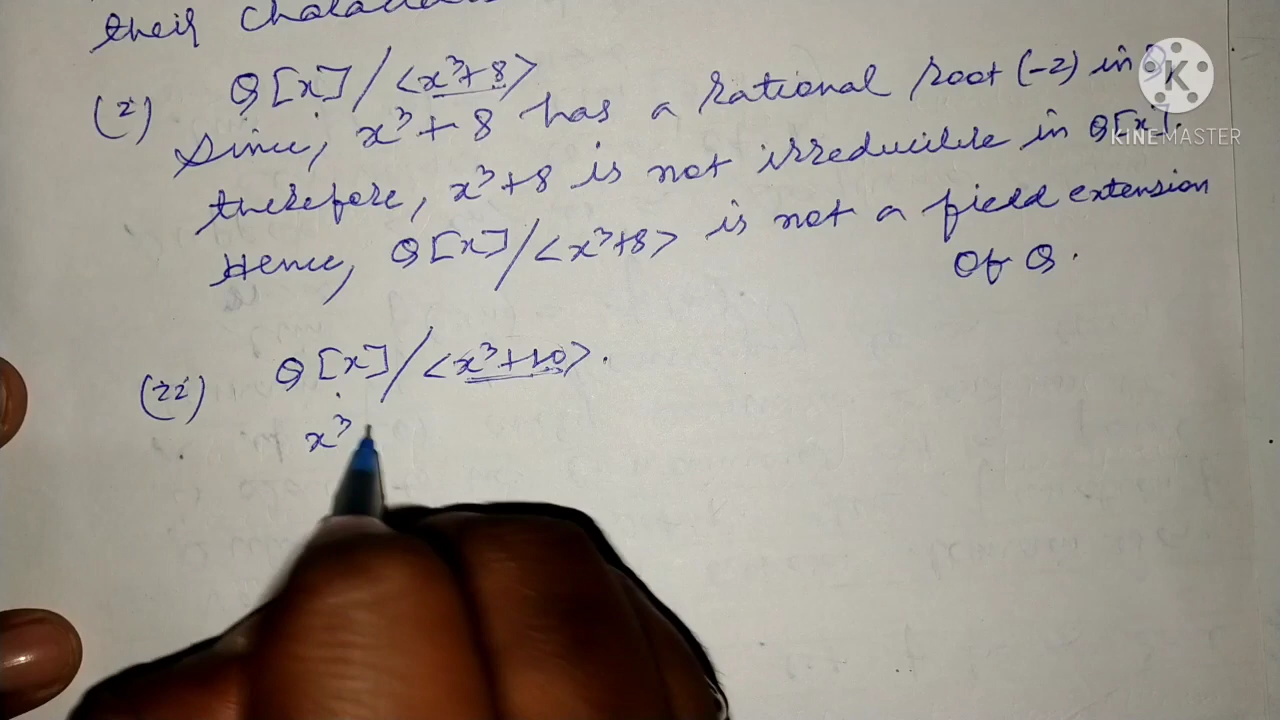 their
(i) Q[x]/<x³+8>
Since, x³+8 has a rational root (-2) in Q,
therefore, x³+8 is not irreducible in Q[x].
Hence, Q[x]/<x³+8> is not a field extension
of Q.
(ii) Q[x]/<x³+10>.
x³
KINEMASTER